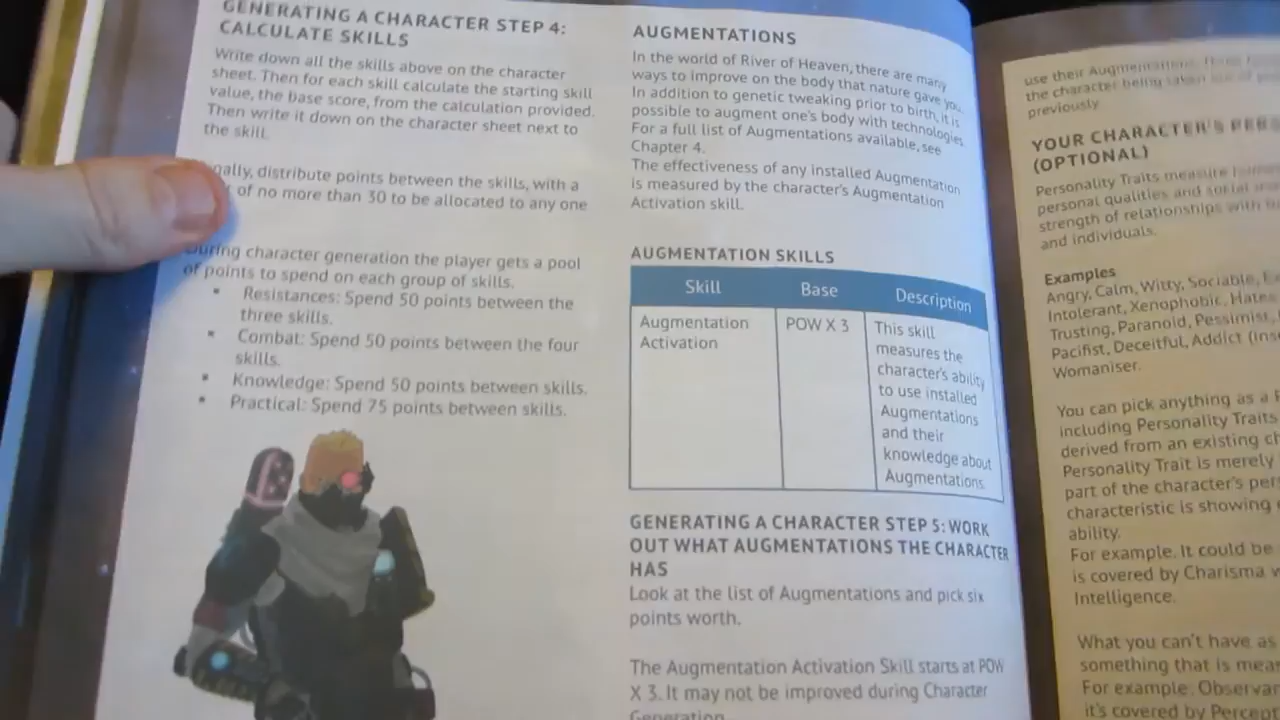 GENERATING A CHARACTER STEP 4:
CALCULATE SKILLS
Write down all the skills above on the character
sheet. Then for each skill calculate the starting skill
value, the base score, from the calculation provided.
Then write it down on the character sheet next to
the skill.
distribute points between the skills, with a
of no more than 30 to be allocated to any one
During character generation the player gets a pool
of points to spend on each group of skills.
• Resistances: Spend 50 points between the
three skills.
• Combat: Spend 50 points between the four
skills.
• Knowledge: Spend 50 points between skills.
• Practical: Spend 75 points between skills.
AUGMENTATIONS
In the world of River of Heaven, there are many
ways to improve on the body that nature gave you.
In addition to genetic tweaking prior to birth, it is
possible to augment one's body with technologies
For a full list of Augmentations available, see
Chapter 4.
The effectiveness of any installed Augmentation
is measured by the character's Augmentation
Activation skill.
AUGMENTATION SKILLS
Skill Base Description
Augmentation POW X 3 This skill
Activation measures the
character's ability
to use installed
Augmentations
and their
knowledge about
Augmentations
GENERATING A CHARACTER STEP 5: WORK
OUT WHAT AUGMENTATIONS THE CHARACTER
HAS
Look at the list of Augmentations and pick six
points worth.
The Augmentation Activation Skill starts at POW
X 3. It may not be improved during Character
Generation
use their
the character being taken
previously.
YOUR CHARACTER'S
(OPTIONAL)
Personality Traits measure
personal qualities and social
strength of relationships with
and individuals.
Examples
Angry, Calm, Witty, Sociable,
Intolerant, Xenophobic, Hates
Trusting, Paranoid, Pessimist,
Pacifist, Deceitful, Addict
Womaniser.
You can pick anything as a
including Personality Traits
derived from an existing
Personality Trait is merely
part of the character's
characteristic is showing
ability.
For example. It could be
is covered by Charisma
Intelligence.
What you can't have as
something that is
For example. 
it's covered by